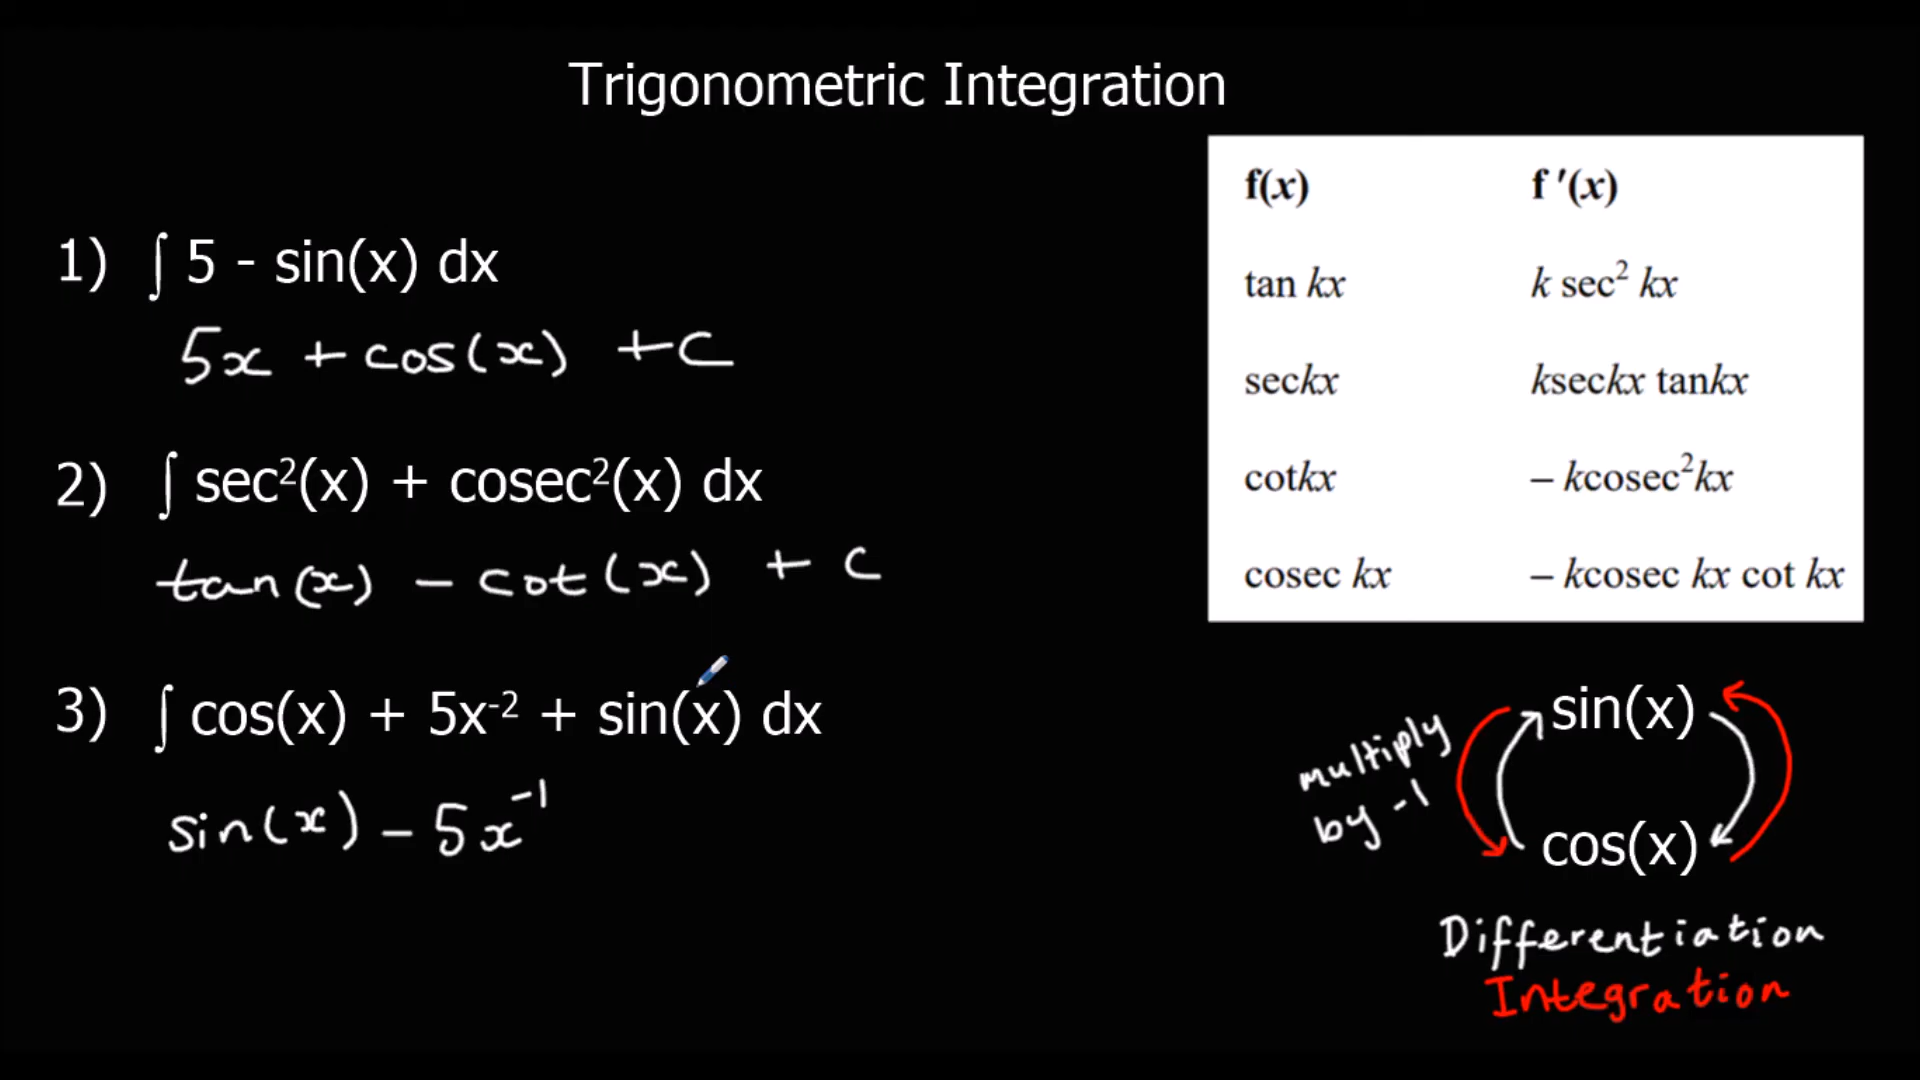 Trigonometric Integration
1) ∫ 5 - sin(x) dx
5x + cos(x) + c
2) ∫ sec²(x) + cosec²(x) dx
tan(x) - cot(x) + c
3) ∫ cos(x) + 5x⁻² + sin(x) dx
sin(x) - 5x⁻¹
f(x) f ′(x)
tan kx k sec² kx
seckx kseckx tankx
cotkx – kcosec²kx
cosec kx – kcosec kx cot kx
multiply
by -1
sin(x)
cos(x)
Differentiation
Integration